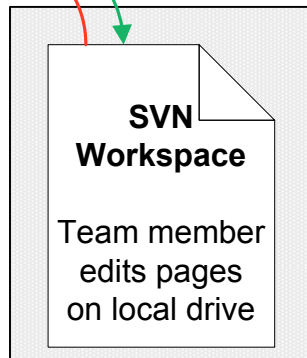 SVN
Workspace
Team member
edits pages
on local drive